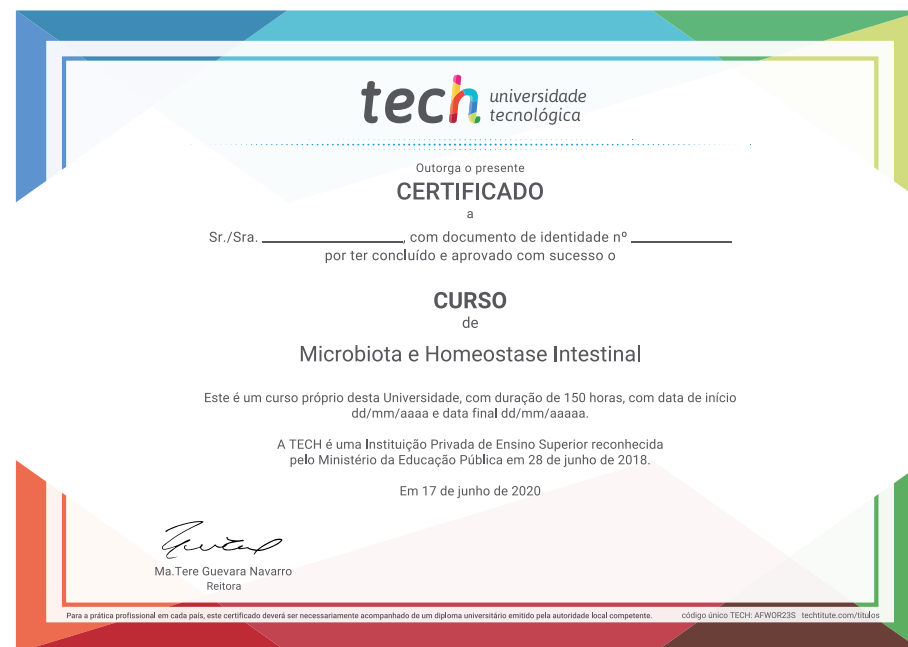 tech universidade
tecnológica
Outorga o presente
CERTIFICADO
a
Sr./Sra. ____________________, com documento de identidade nº ______________
por ter concluído e aprovado com sucesso o
CURSO
de
Microbiota e Homeostase Intestinal
Este é um curso próprio desta Universidade, com duração de 150 horas, com data de início
dd/mm/aaaa e data final dd/mm/aaaaa.
A TECH é uma Instituição Privada de Ensino Superior reconhecida
pelo Ministério da Educação Pública em 28 de junho de 2018.
Em 17 de junho de 2020
Ma.Tere Guevara Navarro
Reitora
Para a prática profissional em cada país, este certificado deverá ser necessariamente acompanhado de um diploma universitário emitido pela autoridade local competente. código único TECH: AFWOR23S techtitute.com/titulos